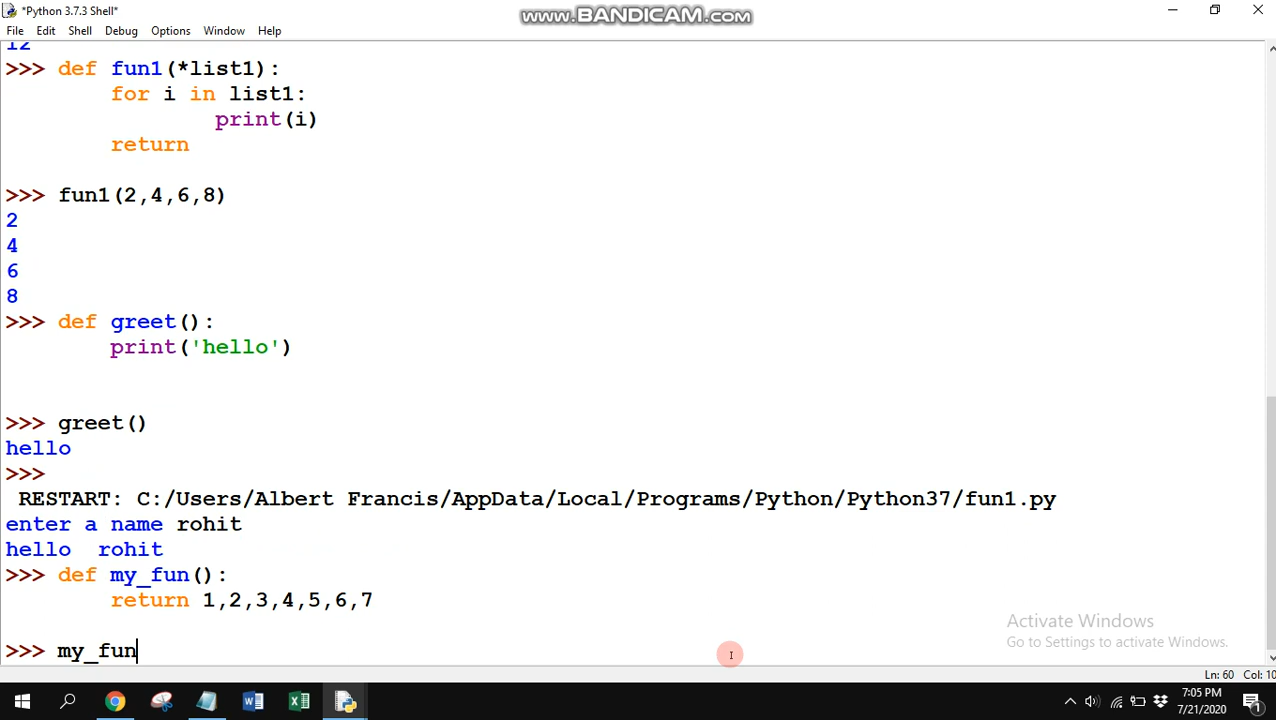 *Python 3.7.3 Shell*
www.BANDICAM.com
File Edit Shell Debug Options Window Help
12
>>> def fun1(*list1):
        for i in list1:
                print(i)
        return
>>> fun1(2,4,6,8)
2
4
6
8
>>> def greet():
        print('hello')
>>> greet()
hello
>>>
 RESTART: C:/Users/Albert Francis/AppData/Local/Programs/Python/Python37/fun1.py
enter a name rohit
hello  rohit
>>> def my_fun():
        return 1,2,3,4,5,6,7
>>> my_fun
Activate Windows
Go to Settings to activate Windows.
Ln: 60 Col: 10
7:05 PM
7/21/2020
1